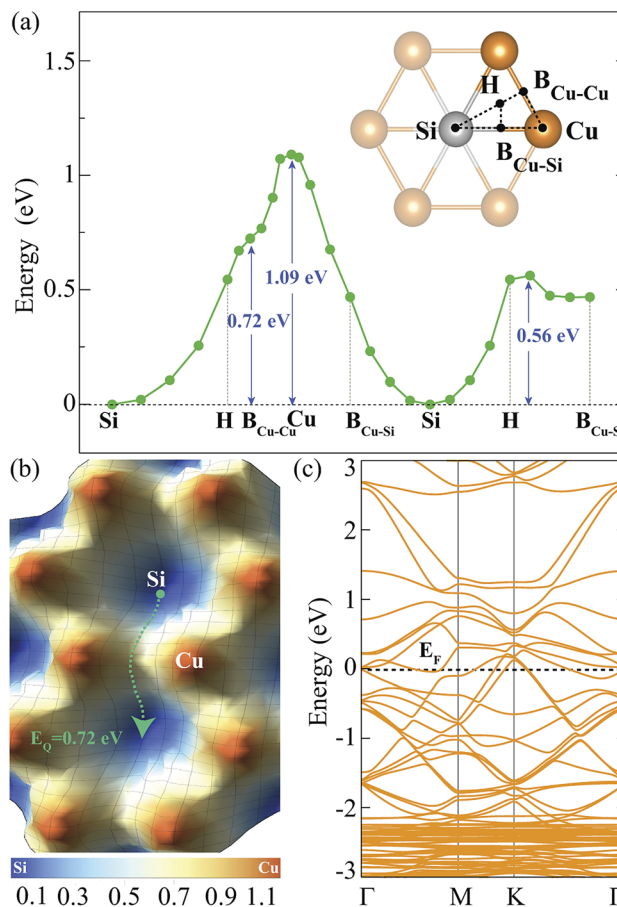 (a)
1.5
1
0.5
0
Energy (eV)
H
B Cu–Cu
Si
Cu
B Cu–Si
1.09 eV
0.72 eV
0.56 eV
Si
H
B Cu–Cu
Cu
B Cu–Si
Si
H
B Cu–S
(b)
Si
Cu
E Q =0.72 eV
Si
Cu
0.1 0.3 0.5 0.7 0.9 1.1
(c)
3
2
1
0
-1
-2
-3
Energy (eV)
E F
Γ M K